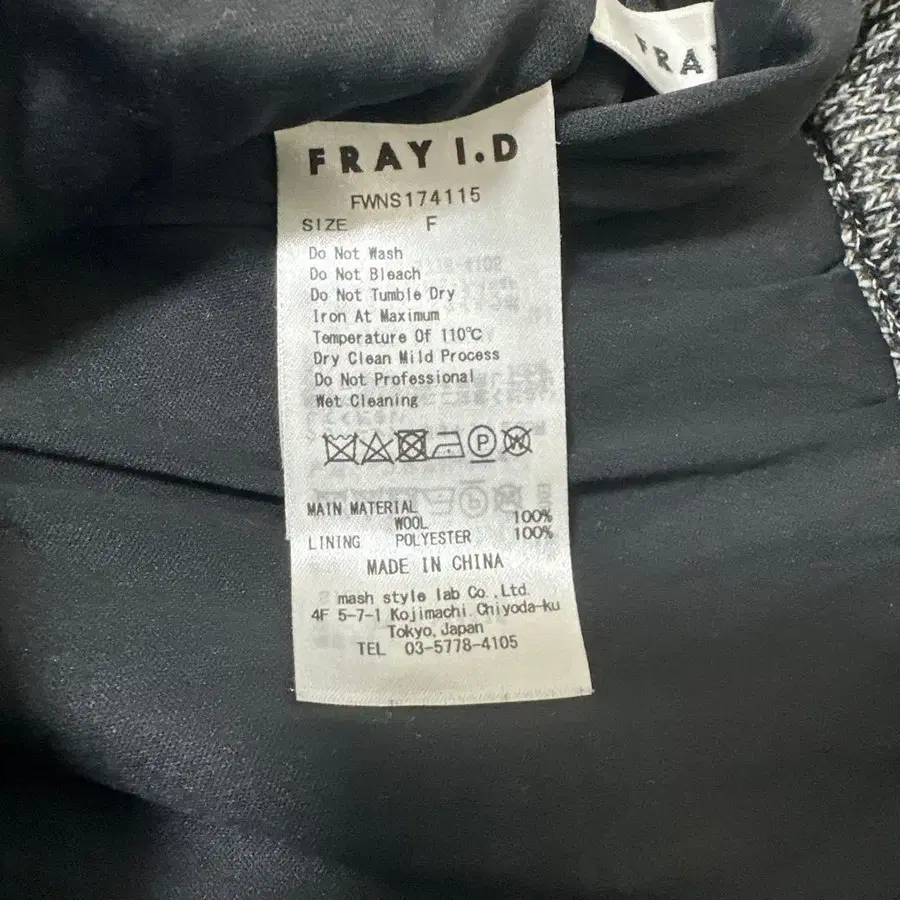 FRAY
FRAY I.D
FWNS174115
SIZE F
Do Not Wash
Do Not Bleach
Do Not Tumble Dry
Iron At Maximum
Temperature Of 110℃
Dry Clean Mild Process
Do Not Professional
Wet Cleaning
P W
MAIN MATERIAL
WOOL 100%
LINING POLYESTER 100%
MADE IN CHINA
mash style lab Co.,Ltd.
4F 5-7-1 Kojimachi Chiyoda-ku
Tokyo, Japan
TEL 03-5778-4105